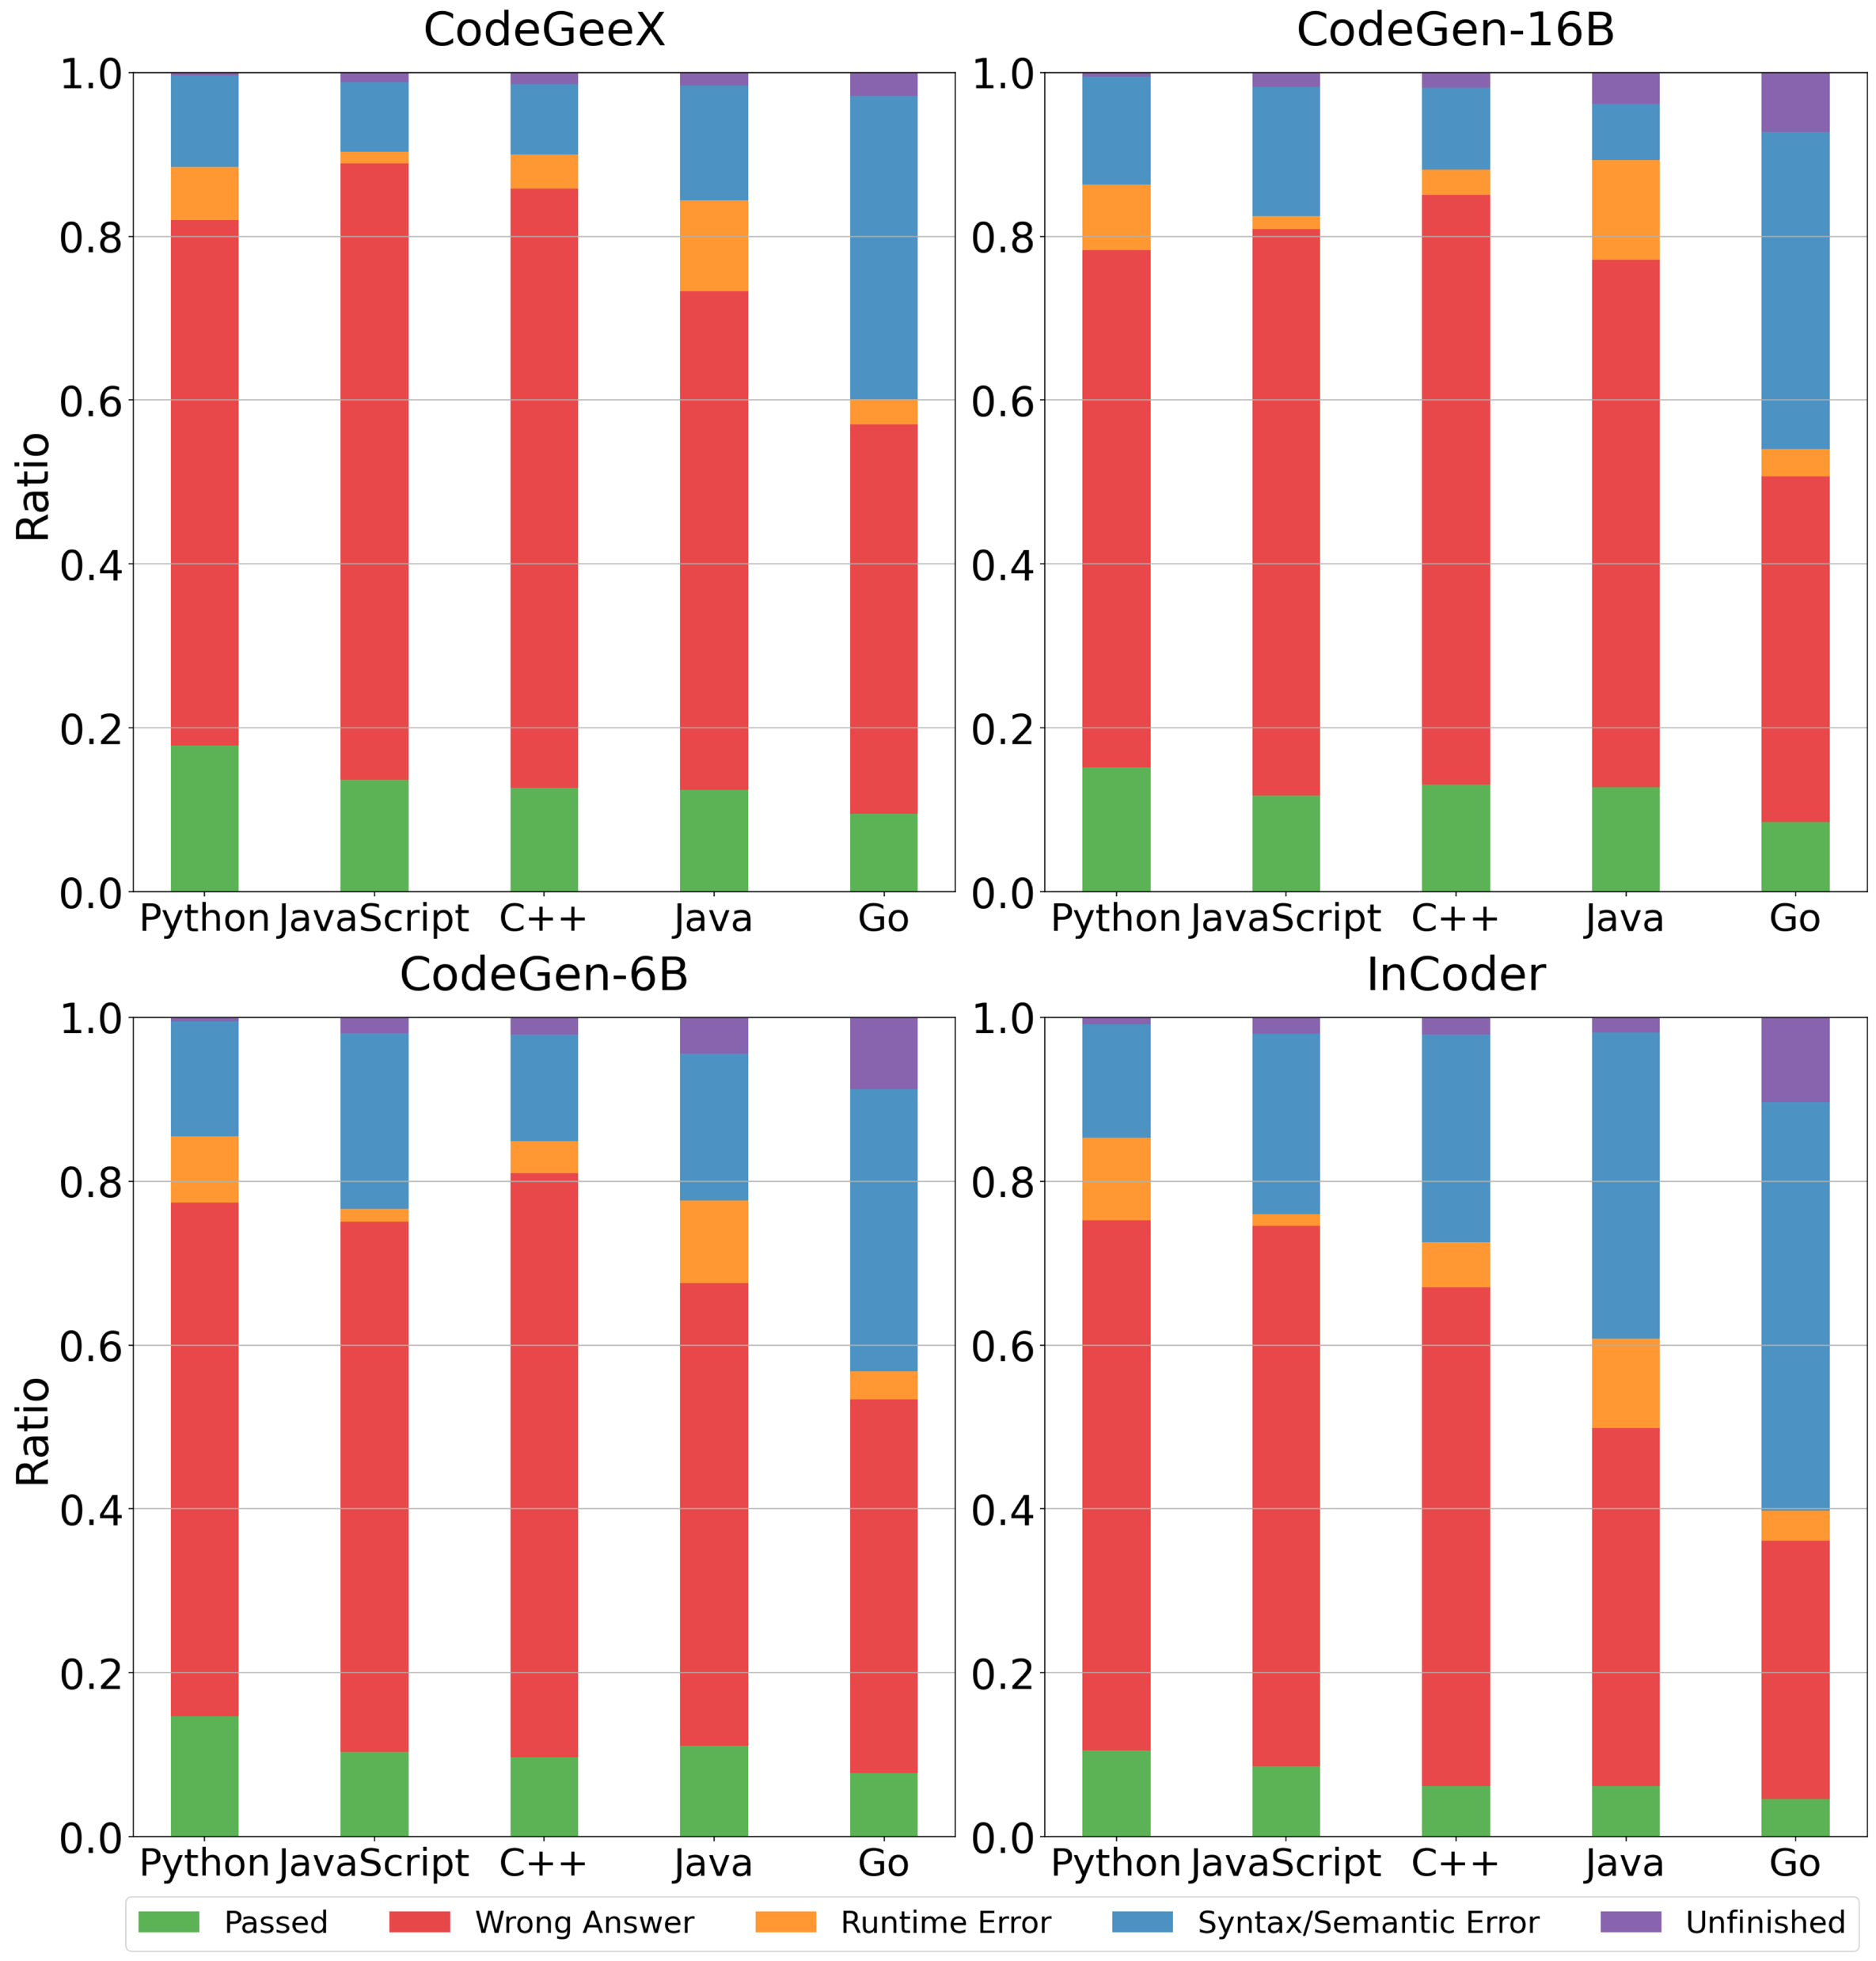 CodeGeeX
CodeGen-16B
1.0
0.8
0.6
0.4
0.2
0.0
Ratio
Python JavaScript C++ Java Go
1.0
0.8
0.6
0.4
0.2
0.0
Python JavaScript C++ Java Go
CodeGen-6B
InCoder
1.0
0.8
0.6
0.4
0.2
0.0
Ratio
Python JavaScript C++ Java Go
1.0
0.8
0.6
0.4
0.2
0.0
Python JavaScript C++ Java Go
Passed Wrong Answer Runtime Error Syntax/Semantic Error Unfinished